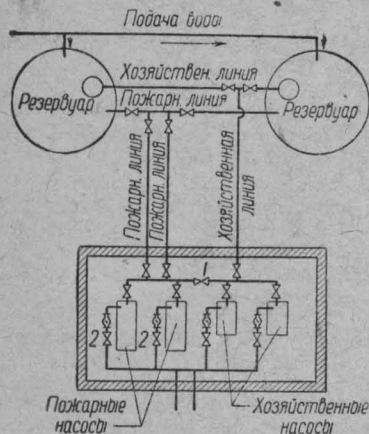 Подача воды
Хозяйствен. линия
Пожарн. линия
Резервуар
Резервуар
Пожарн. линия
Пожарн. линия
Хозяйственная
линия
1
2
2
Пожарные
насосы
Хозяйственные
насосы